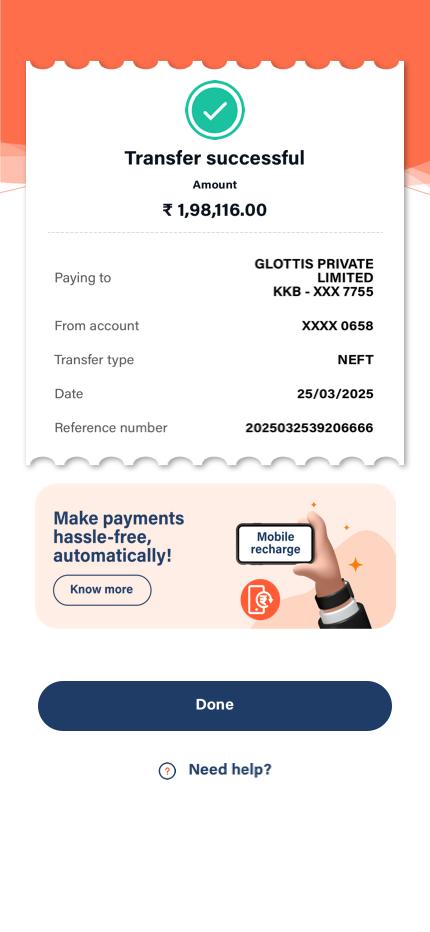 Transfer successful
Amount
₹ 1,98,116.00
Paying to
GLOTTIS PRIVATE
LIMITED
KKB - XXX 7755
From account
XXXX 0658
Transfer type
NEFT
Date
25/03/2025
Reference number
2025032539206666
Make payments
hassle-free,
automatically!
Know more
Mobile
recharge
₹
Done
? Need help?